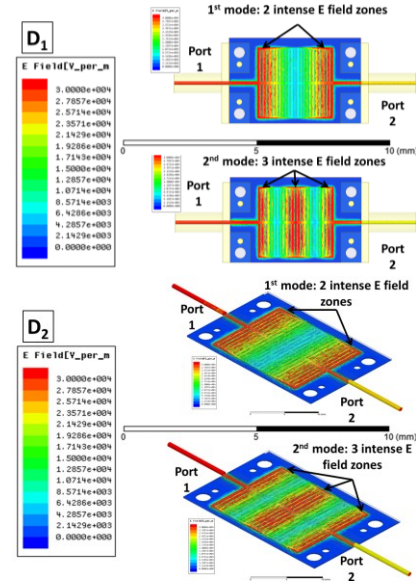 D1
E Field[V_per_m
3.0000e+004
2.7857e+004
2.5714e+004
2.3571e+004
2.1429e+004
1.9286e+004
1.7143e+004
1.5000e+004
1.2857e+004
1.0714e+004
8.5714e+003
6.4286e+003
4.2857e+003
2.1429e+003
0.0000e+000
1st mode: 2 intense E field zones
Port
1
Port
2
0
5
10 (mm)
2nd mode: 3 intense E field zones
Port
1
Port
2
D2
E Field[V_per_m
3.0000e+004
2.7857e+004
2.5714e+004
2.3571e+004
2.1429e+004
1.9286e+004
1.7143e+004
1.5000e+004
1.2857e+004
1.0714e+004
8.5714e+003
6.4286e+003
4.2857e+003
2.1429e+003
0.0000e+000
1st mode: 2 intense E field
zones
Port
1
Port
2
0
5
10 (mm)
2nd mode: 3 intense E
field zones
Port
1
Port
2